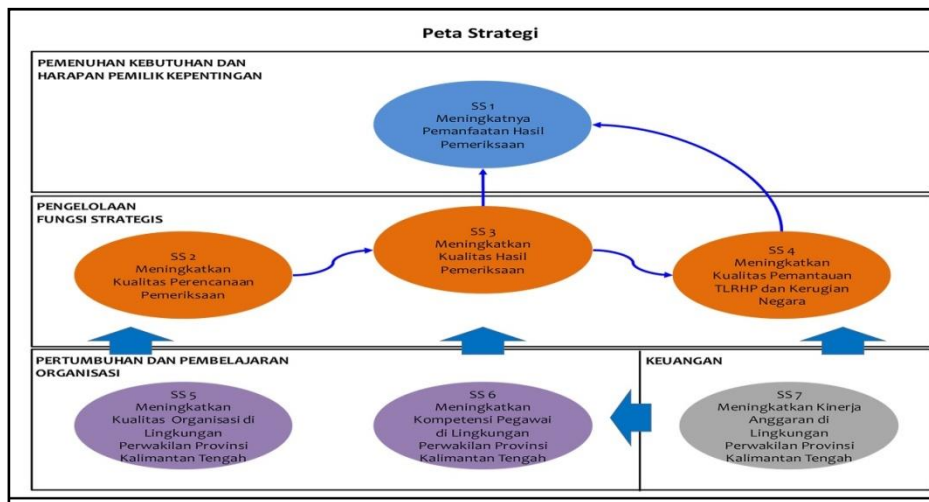 Peta Strategi
PEMENUHAN KEBUTUHAN DAN
HARAPAN PEMILIK KEPENTINGAN
SS 1
Meningkatnya
Pemanfaatan Hasil
Pemeriksaan
PENGELOLAAN
FUNGSI STRATEGIS
SS 2
Meningkatkan
Kualitas Perencanaan
Pemeriksaan
SS 3
Meningkatkan
Kualitas Hasil
Pemeriksaan
SS 4
Meningkatkan
Kualitas Pemantauan
TLRHP dan Kerugian
Negara
PERTUMBUHAN DAN PEMBELAJARAN
ORGANISASI
SS 5
Meningkatkan
Kualitas Organisasi di
Lingkungan
Perwakilan Provinsi
Kalimantan Tengah
SS 6
Meningkatkan
Kompetensi Pegawai
di Lingkungan
Perwakilan Provinsi
Kalimantan Tengah
KEUANGAN
SS 7
Meningkatkan Kinerja
Anggaran di
Lingkungan
Perwakilan Provinsi
Kalimantan Tengah